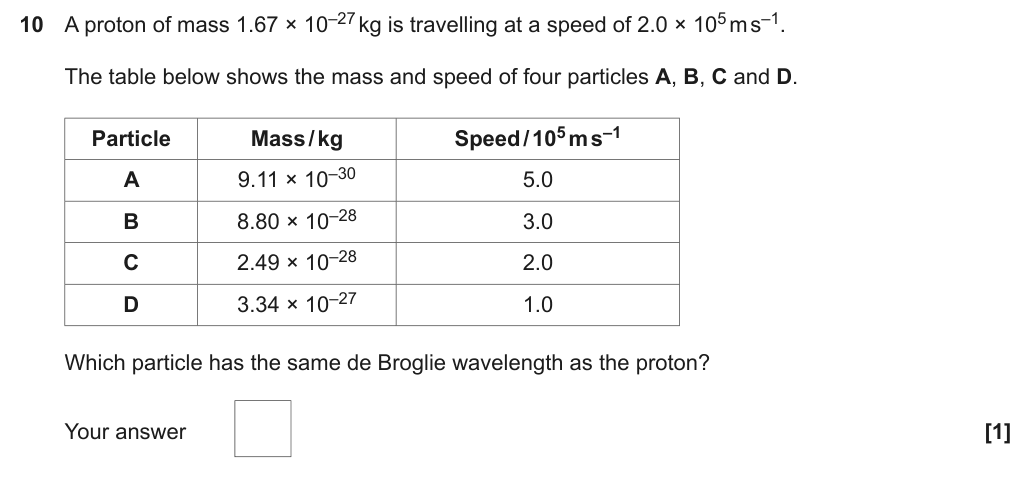 10 A proton of mass 1.67 × 10⁻²⁷ kg is travelling at a speed of 2.0 × 10⁵ m s⁻¹.
The table below shows the mass and speed of four particles A, B, C and D.
Particle Mass / kg Speed / 10⁵ m s⁻¹
A 9.11 × 10⁻³⁰ 5.0
B 8.80 × 10⁻²⁸ 3.0
C 2.49 × 10⁻²⁸ 2.0
D 3.34 × 10⁻²⁷ 1.0
Which particle has the same de Broglie wavelength as the proton?
Your answer [1]